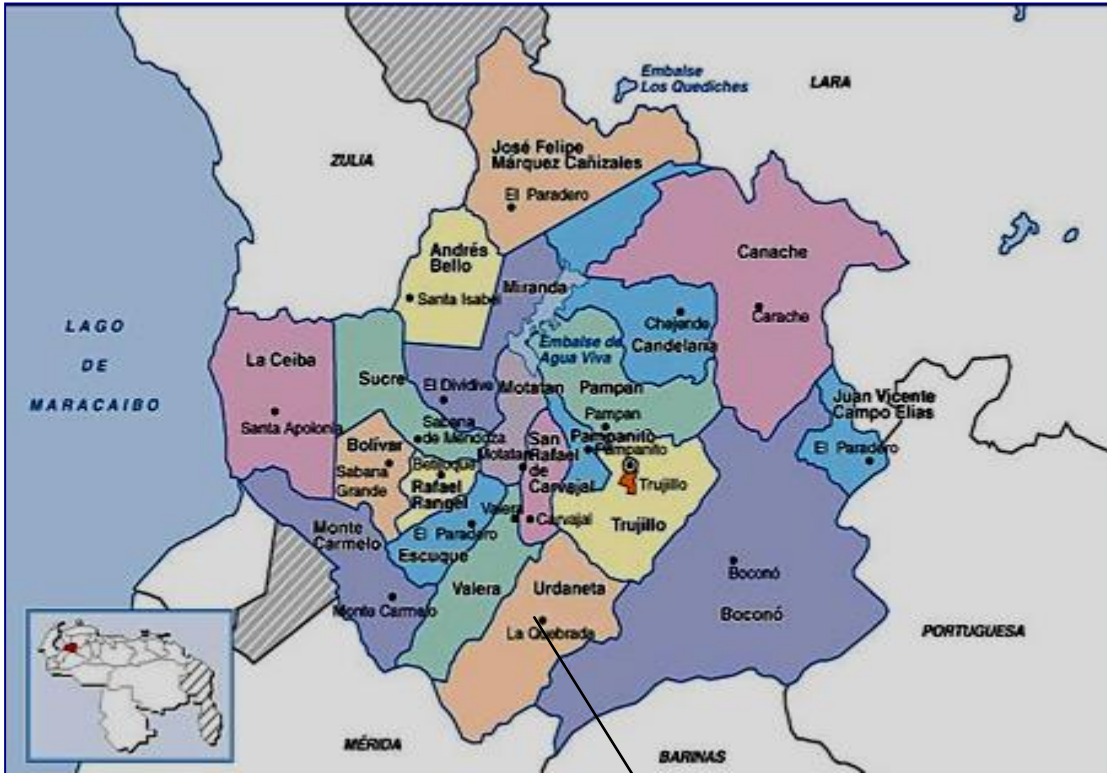 Embalse
Los Quediches
LARA
ZULIA
José Felipe
Márquez Cañizales
El Paradero
Andrés
Bello
Santa Isabel
Miranda
Canache
Carache
Chejende
Candelaria
Embalse de
Agua Viva
LAGO
DE
MARACAIBO
La Ceiba
Santa Apolonia
Sucre
El Dividive
Motatan
Pampan
Pampan
Juan Vicente
Campo Elias
El Paradero
Sabana
de Mendoza
Bolívar
Sabana
Grande
Betijoque
Rafael
Rangel
Motatan
San
Rafael
de
Carvajal
Pampanito
Pampanito
Trujillo
Trujillo
Monte
Carmelo
El Paradero
Escuque
Valera
Carvajal
Valera
Urdaneta
La Quebrada
Monte Carmelo
Boconó
Boconó
PORTUGUESA
MÉRIDA
BARINAS